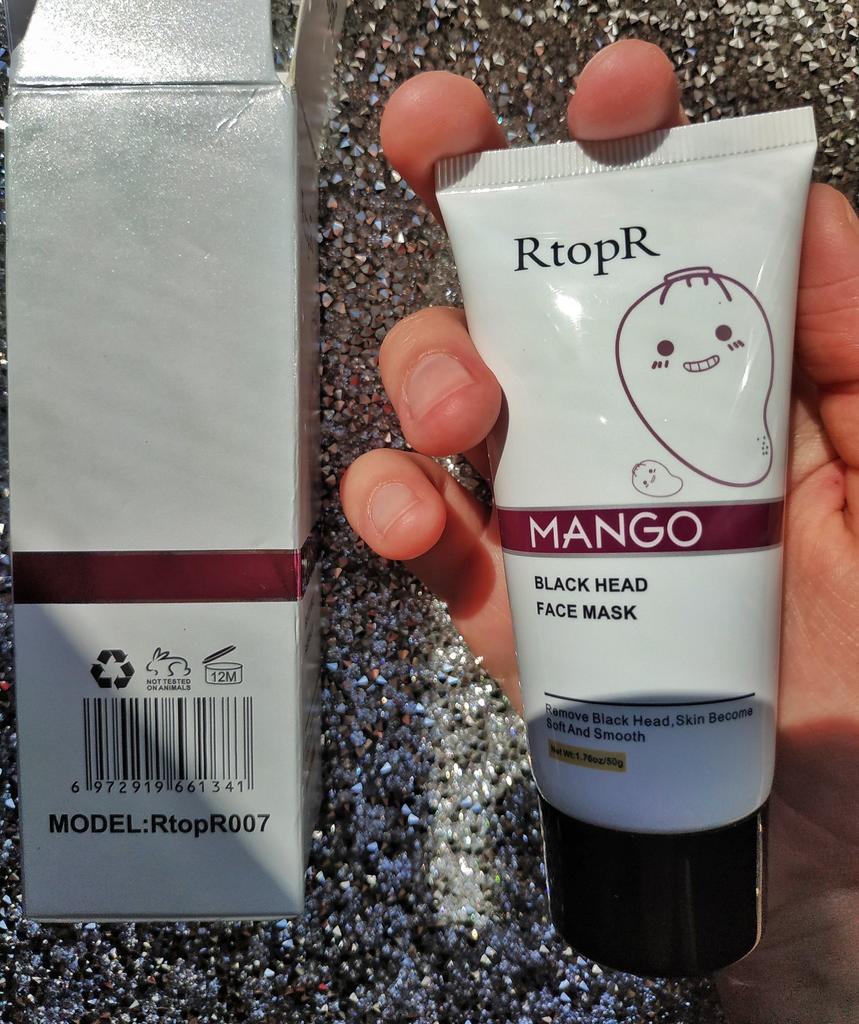 NOT TESTED
ON ANIMALS
12M
6 972919 661341
MODEL:RtopR007
RtopR
MANGO
BLACK HEAD
FACE MASK
Remove Black Head,Skin Become
Soft And Smooth
Net Wt:1.76oz/50g